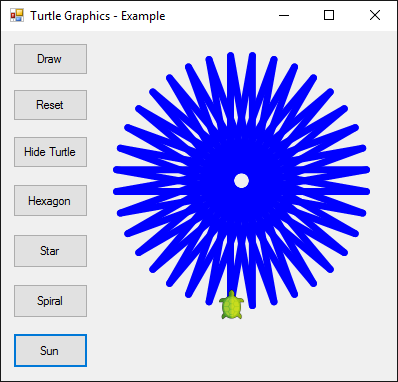 Turtle Graphics - Example
Draw
Reset
Hide Turtle
Hexagon
Star
Spiral
Sun